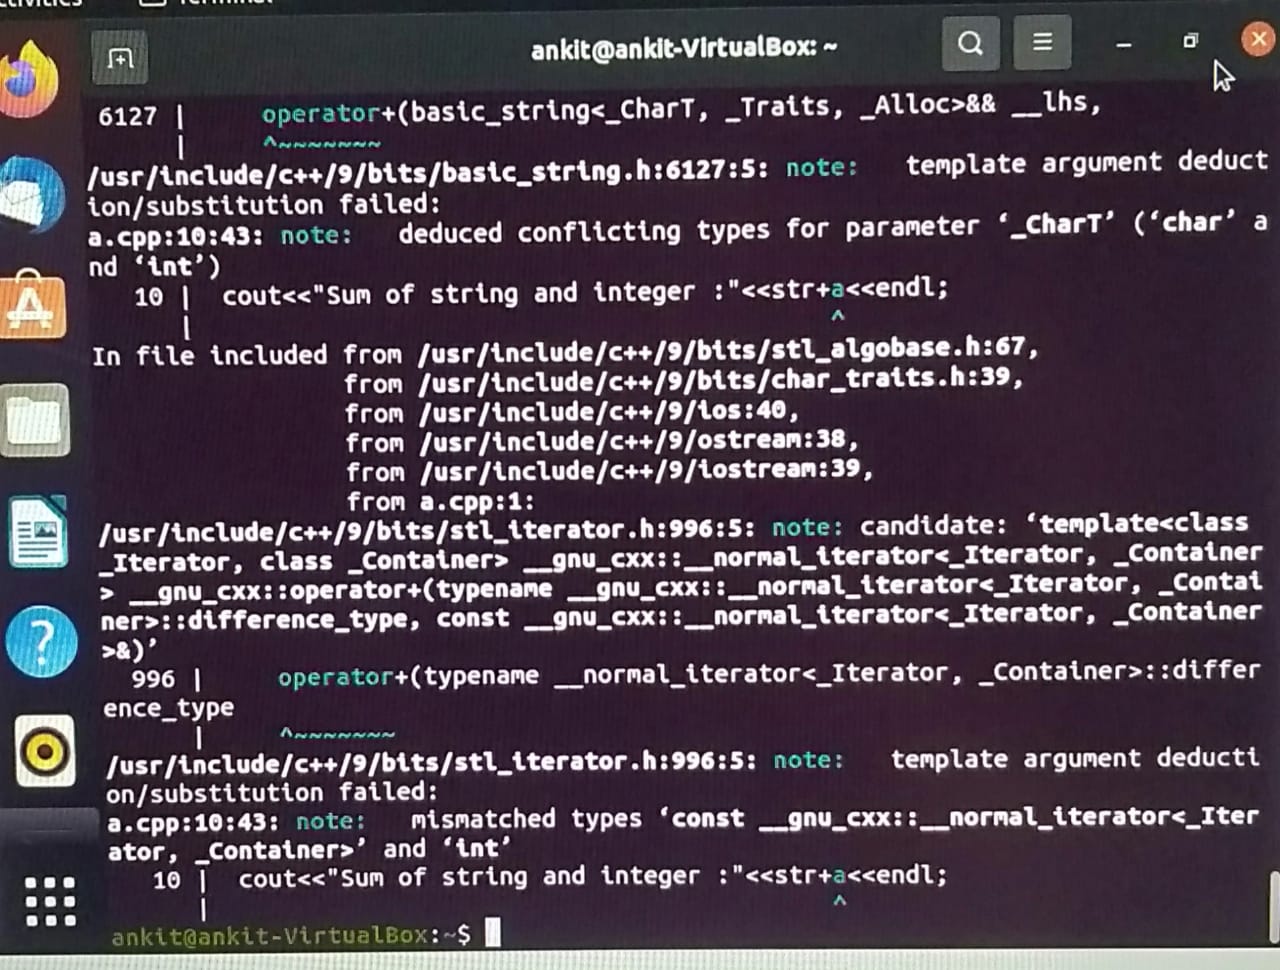 Terminal
ankit@ankit-VirtualBox: ~
6127 |     operator+(basic_string<_CharT, _Traits, _Alloc>&& __lhs,
|     ^~~~~~~~
/usr/include/c++/9/bits/basic_string.h:6127:5: note:   template argument deduct
ion/substitution failed:
a.cpp:10:43: note:   deduced conflicting types for parameter ‘_CharT’ (‘char’ a
nd ‘int’)
10 |  cout<<"Sum of string and integer :"<<str+a<<endl;
|                                           ^
In file included from /usr/include/c++/9/bits/stl_algobase.h:67,
from /usr/include/c++/9/bits/char_traits.h:39,
from /usr/include/c++/9/ios:40,
from /usr/include/c++/9/ostream:38,
from /usr/include/c++/9/iostream:39,
from a.cpp:1:
/usr/include/c++/9/bits/stl_iterator.h:996:5: note: candidate: ‘template<class
_Iterator, class _Container> __gnu_cxx::__normal_iterator<_Iterator, _Container
> __gnu_cxx::operator+(typename __gnu_cxx::__normal_iterator<_Iterator, _Contai
ner>::difference_type, const __gnu_cxx::__normal_iterator<_Iterator, _Container
>&)’
996 |     operator+(typename __normal_iterator<_Iterator, _Container>::differ
ence_type
|     ^~~~~~~~
/usr/include/c++/9/bits/stl_iterator.h:996:5: note:   template argument deducti
on/substitution failed:
a.cpp:10:43: note:   mismatched types ‘const __gnu_cxx::__normal_iterator<_Iter
ator, _Container>’ and ‘int’
10 |  cout<<"Sum of string and integer :"<<str+a<<endl;
|                                           ^
ankit@ankit-VirtualBox:~$